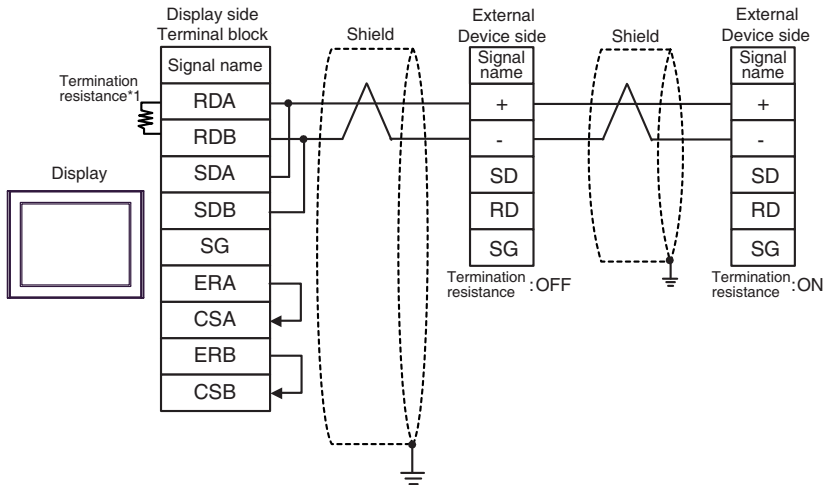 Display side
Terminal block
Shield
External
Device side
Shield
External
Device side
Signal name
Signal
name
Signal
name
Termination
resistance*1
RDA
+
+
RDB
-
-
Display
SDA
SD
SD
SDB
RD
RD
SG
SG
SG
ERA
Termination
resistance :OFF
Termination
resistance :ON
CSA
ERB
CSB